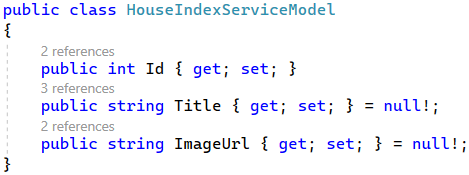 public class HouseIndexServiceModel
{
2 references
public int Id { get; set; }
3 references
public string Title { get; set; } = null!;
2 references
public string ImageUrl { get; set; } = null!;
}